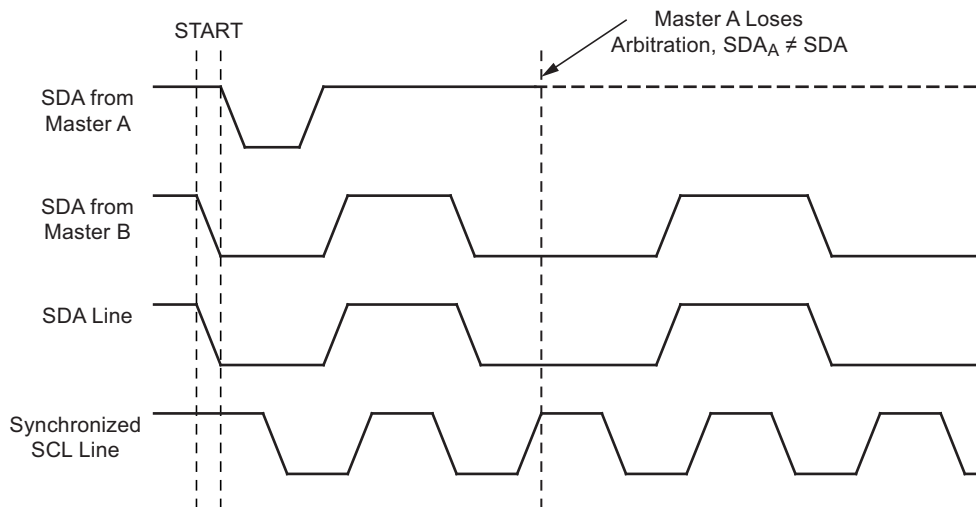 START
Master A Loses
Arbitration, SDA_A ≠ SDA
SDA from
Master A
SDA from
Master B
SDA Line
Synchronized
SCL Line